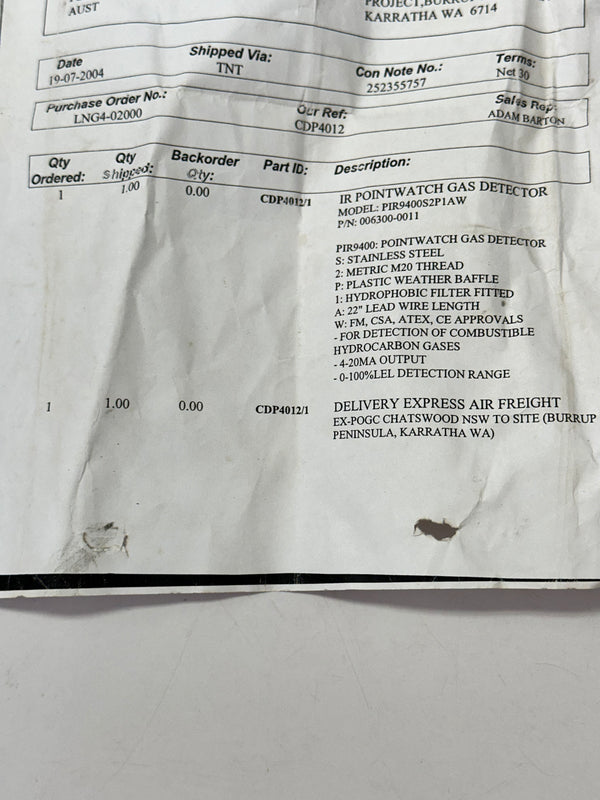 AUST
KARRATHA WA 6714
Date
19-07-2004
Shipped Via:
TNT
Con Note No.:
252355757
Terms:
Net 30
Purchase Order No.:
LNG4-02000
Our Ref:
CDP4012
Sales Rep:
ADAM BARTON
Qty Ordered:
Qty Shipped:
Backorder Qty:
Part ID:
Description:
1 1.00 0.00 CDP4012/1 IR POINTWATCH GAS DETECTOR
MODEL: PIR9400S2P1AW
P/N: 006300-0011
PIR9400: POINTWATCH GAS DETECTOR
S: STAINLESS STEEL
2: METRIC M20 THREAD
P: PLASTIC WEATHER BAFFLE
1: HYDROPHOBIC FILTER FITTED
A: 22" LEAD WIRE LENGTH
W: FM, CSA, ATEX, CE APPROVALS
- FOR DETECTION OF COMBUSTIBLE
HYDROCARBON GASES
- 4-20MA OUTPUT
- 0-100%LEL DETECTION RANGE
1 1.00 0.00 CDP4012/1 DELIVERY EXPRESS AIR FREIGHT
EX-POGC CHATSWOOD NSW TO SITE (BURRUP
PENINSULA, KARRATHA WA)